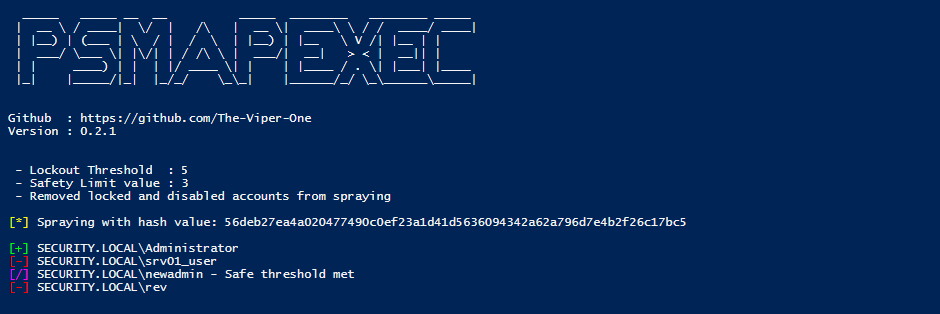 PSMAPEXEC
Github  : https://github.com/The-Viper-One
Version : 0.2.1
- Lockout Threshold  : 5
- Safety Limit value : 3
- Removed locked and disabled accounts from spraying
[*] Spraying with hash value: 56deb27ea4a020477490c0ef23a1d41d5636094342a62a796d7e4b2f26c17bc5
[+] SECURITY.LOCAL\Administrator
[-] SECURITY.LOCAL\srv01_user
[/] SECURITY.LOCAL\newadmin - Safe threshold met
[-] SECURITY.LOCAL\rev